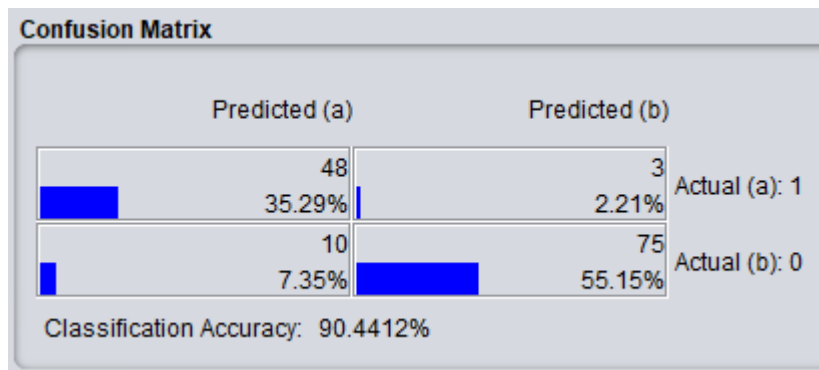 Confusion Matrix
Predicted (a) Predicted (b)
48 3
Actual (a): 1
35.29% 2.21%
10 75
Actual (b): 0
7.35% 55.15%
Classification Accuracy: 90.4412%